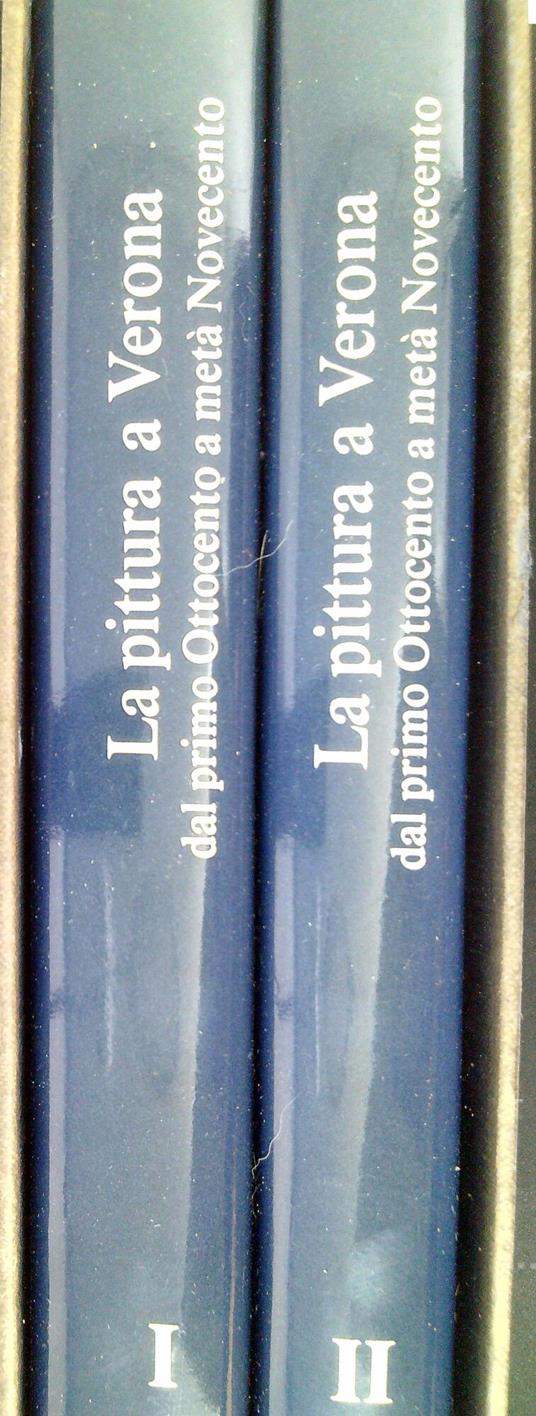 La pittura a Verona
dal primo Ottocento a metà Novecento
I
La pittura a Verona
dal primo Ottocento a metà Novecento
II